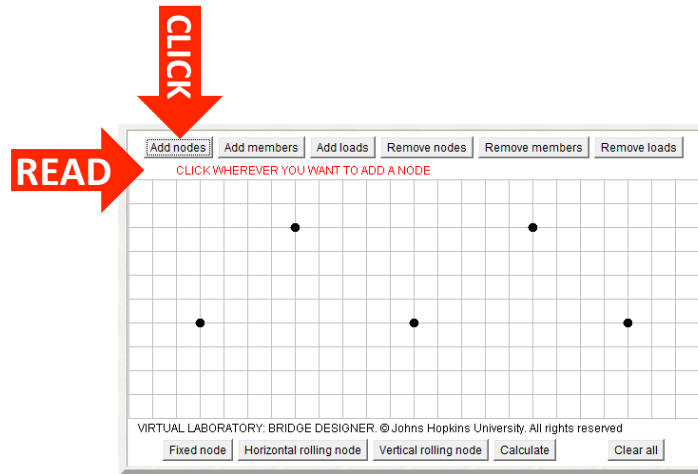 CLICK
Add nodes Add members Add loads Remove nodes Remove members Remove loads
READ
CLICK WHEREVER YOU WANT TO ADD A NODE
VIRTUAL LABORATORY: BRIDGE DESIGNER. © Johns Hopkins University. All rights reserved
Fixed node Horizontal rolling node Vertical rolling node Calculate Clear all